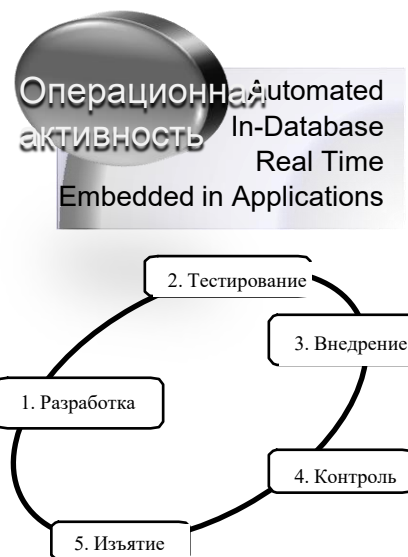 Операционная
активность
Automated
In-Database
Real Time
Embedded in Applications
2. Тестирование
3. Внедрение
1. Разработка
4. Контроль
5. Изъятие